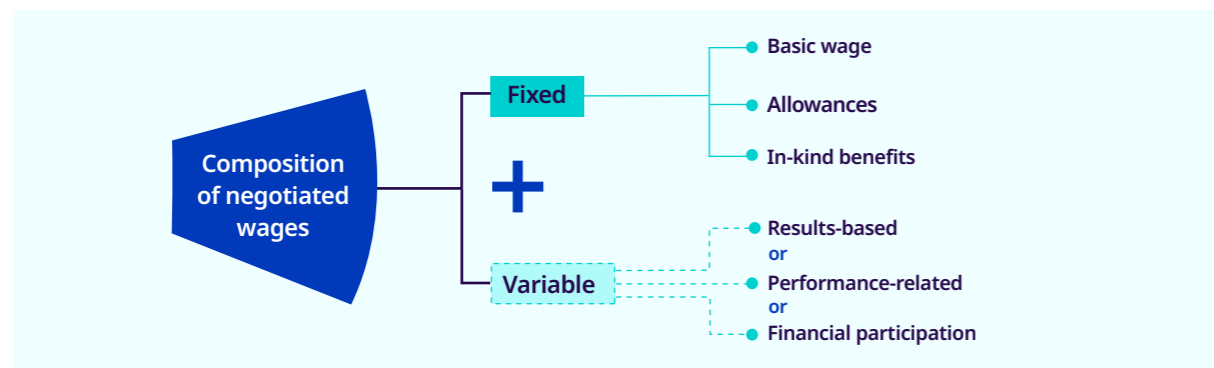 Composition
of negotiated
wages
Fixed
+
Variable
Basic wage
Allowances
In-kind benefits
Results-based
or
Performance-related
or
Financial participation